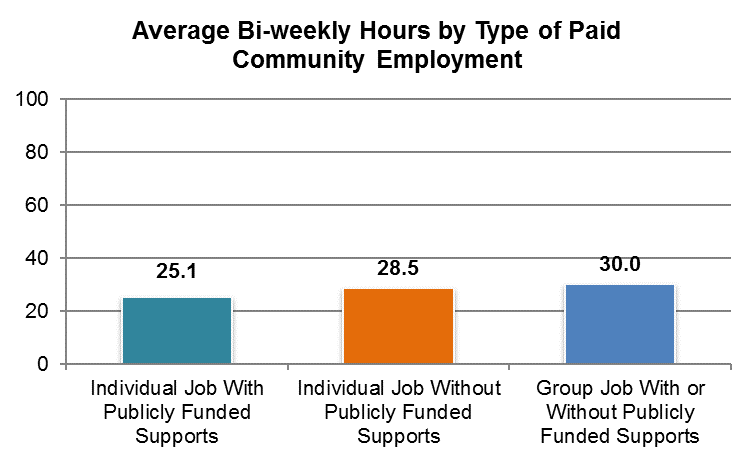 Average Bi-weekly Hours by Type of Paid
Community Employment
100
80
60
40
20
0
25.1
28.5
30.0
Individual Job With
Publicly Funded
Supports
Individual Job Without
Publicly Funded
Supports
Group Job With or
Without Publicly
Funded Supports